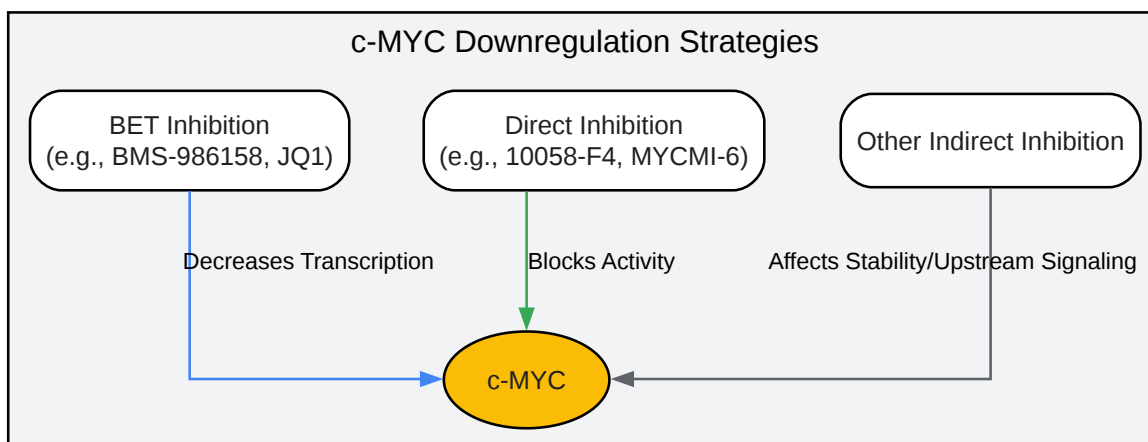 c-MYC Downregulation Strategies
BET Inhibition
(e.g., BMS-986158, JQ1)
Direct Inhibition
(e.g., 10058-F4, MYCMI-6)
Other Indirect Inhibition
Decreases Transcription
Blocks Activity
Affects Stability/Upstream Signaling
c-MYC